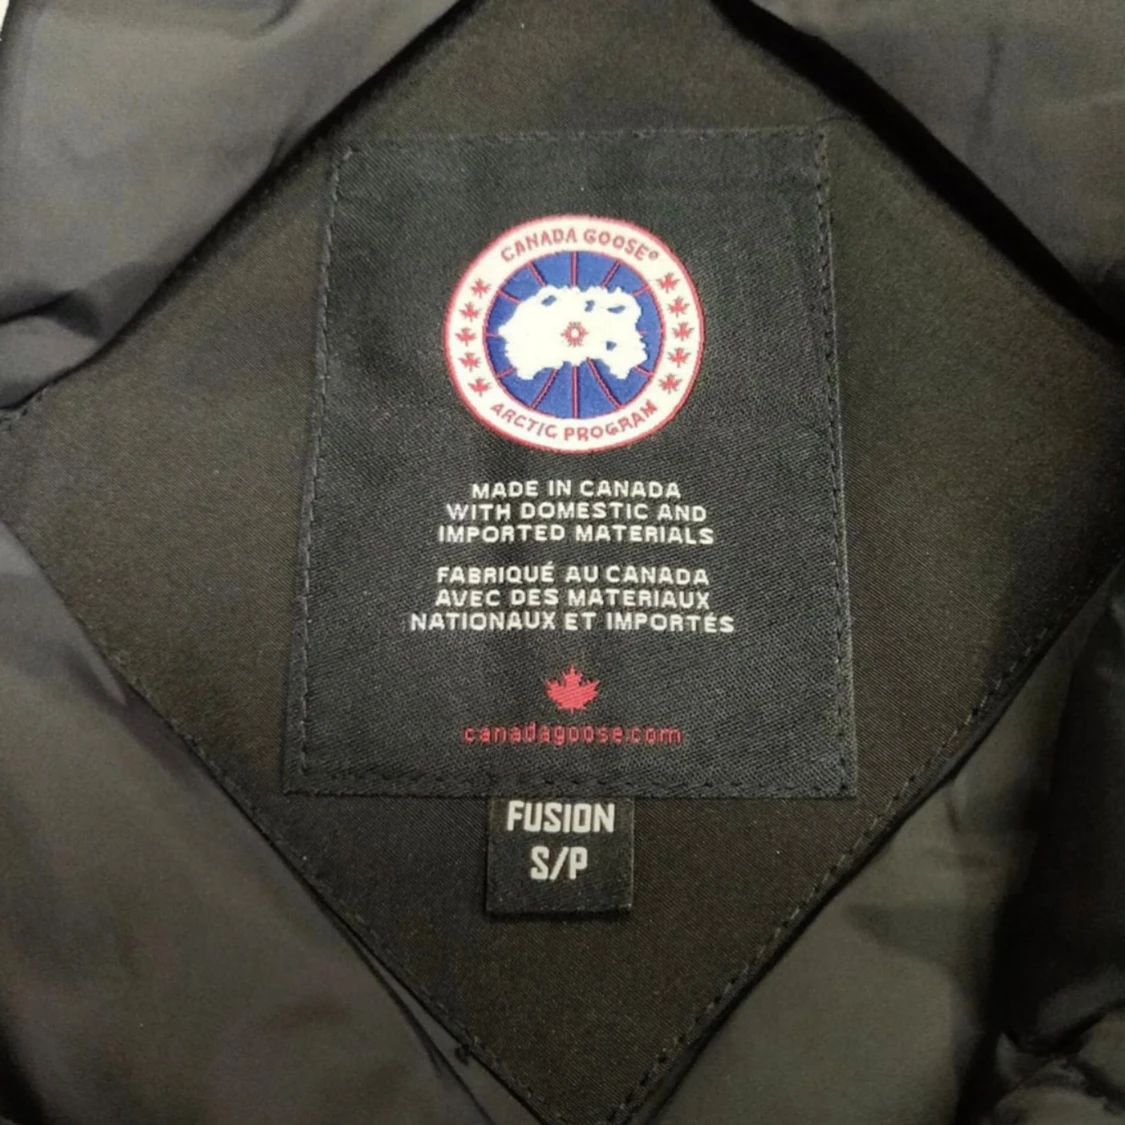 CANADA GOOSE®
ARCTIC PROGRAM
MADE IN CANADA
WITH DOMESTIC AND
IMPORTED MATERIALS
FABRIQUÉ AU CANADA
AVEC DES MATERIAUX
NATIONAUX ET IMPORTÉS
canadagoose.com
FUSION
S/P